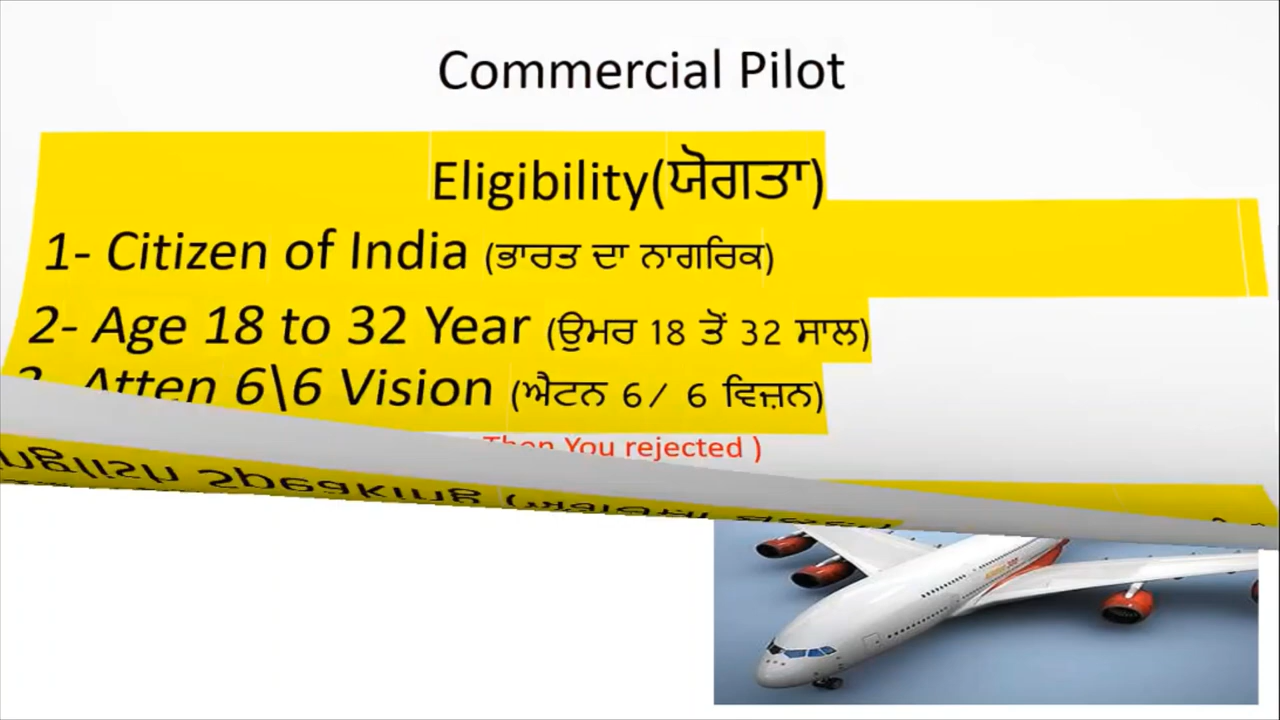 Commercial Pilot
Eligibility(ਯੋਗਤਾ)
1- Citizen of India (ਭਾਰਤ ਦਾ ਨਾਗਰਿਕ)
2- Age 18 to 32 Year (ਉਮਰ 18 ਤੋਂ 32 ਸਾਲ)
Atten 6\6 Vision (ਐਟਨ 6/ 6 ਵਿਜ਼ਨ)
Then You rejected )
Speaking